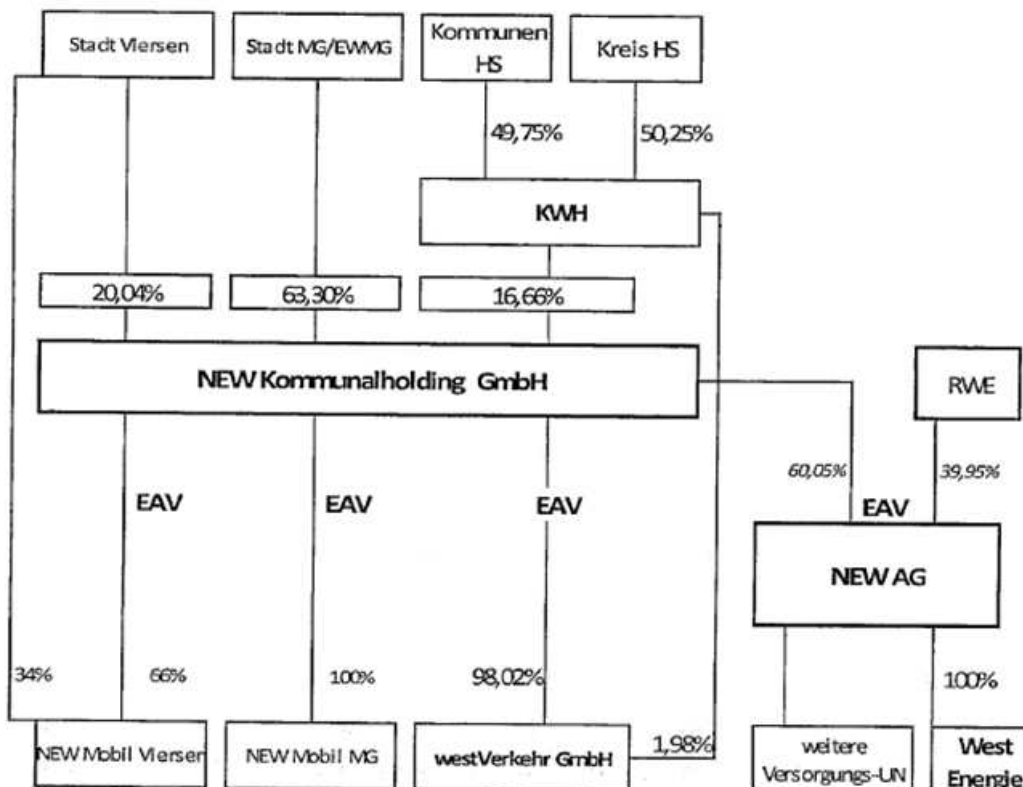 Stadt Viersen
Stadt MG/EWMG
Kommunen
HS
Kreis HS
49,75%
50,25%
KWH
20,04%
63,30%
16,66%
NEW Kommunalholding GmbH
RWE
60,05%
39,95%
EAV
EAV
EAV
EAV
NEW AG
34%
66%
100%
98,02%
100%
1,98%
NEW Mobil Viersen
NEW Mobil MG
westVerkehr GmbH
weitere
Versorgungs-UN
West
Energie